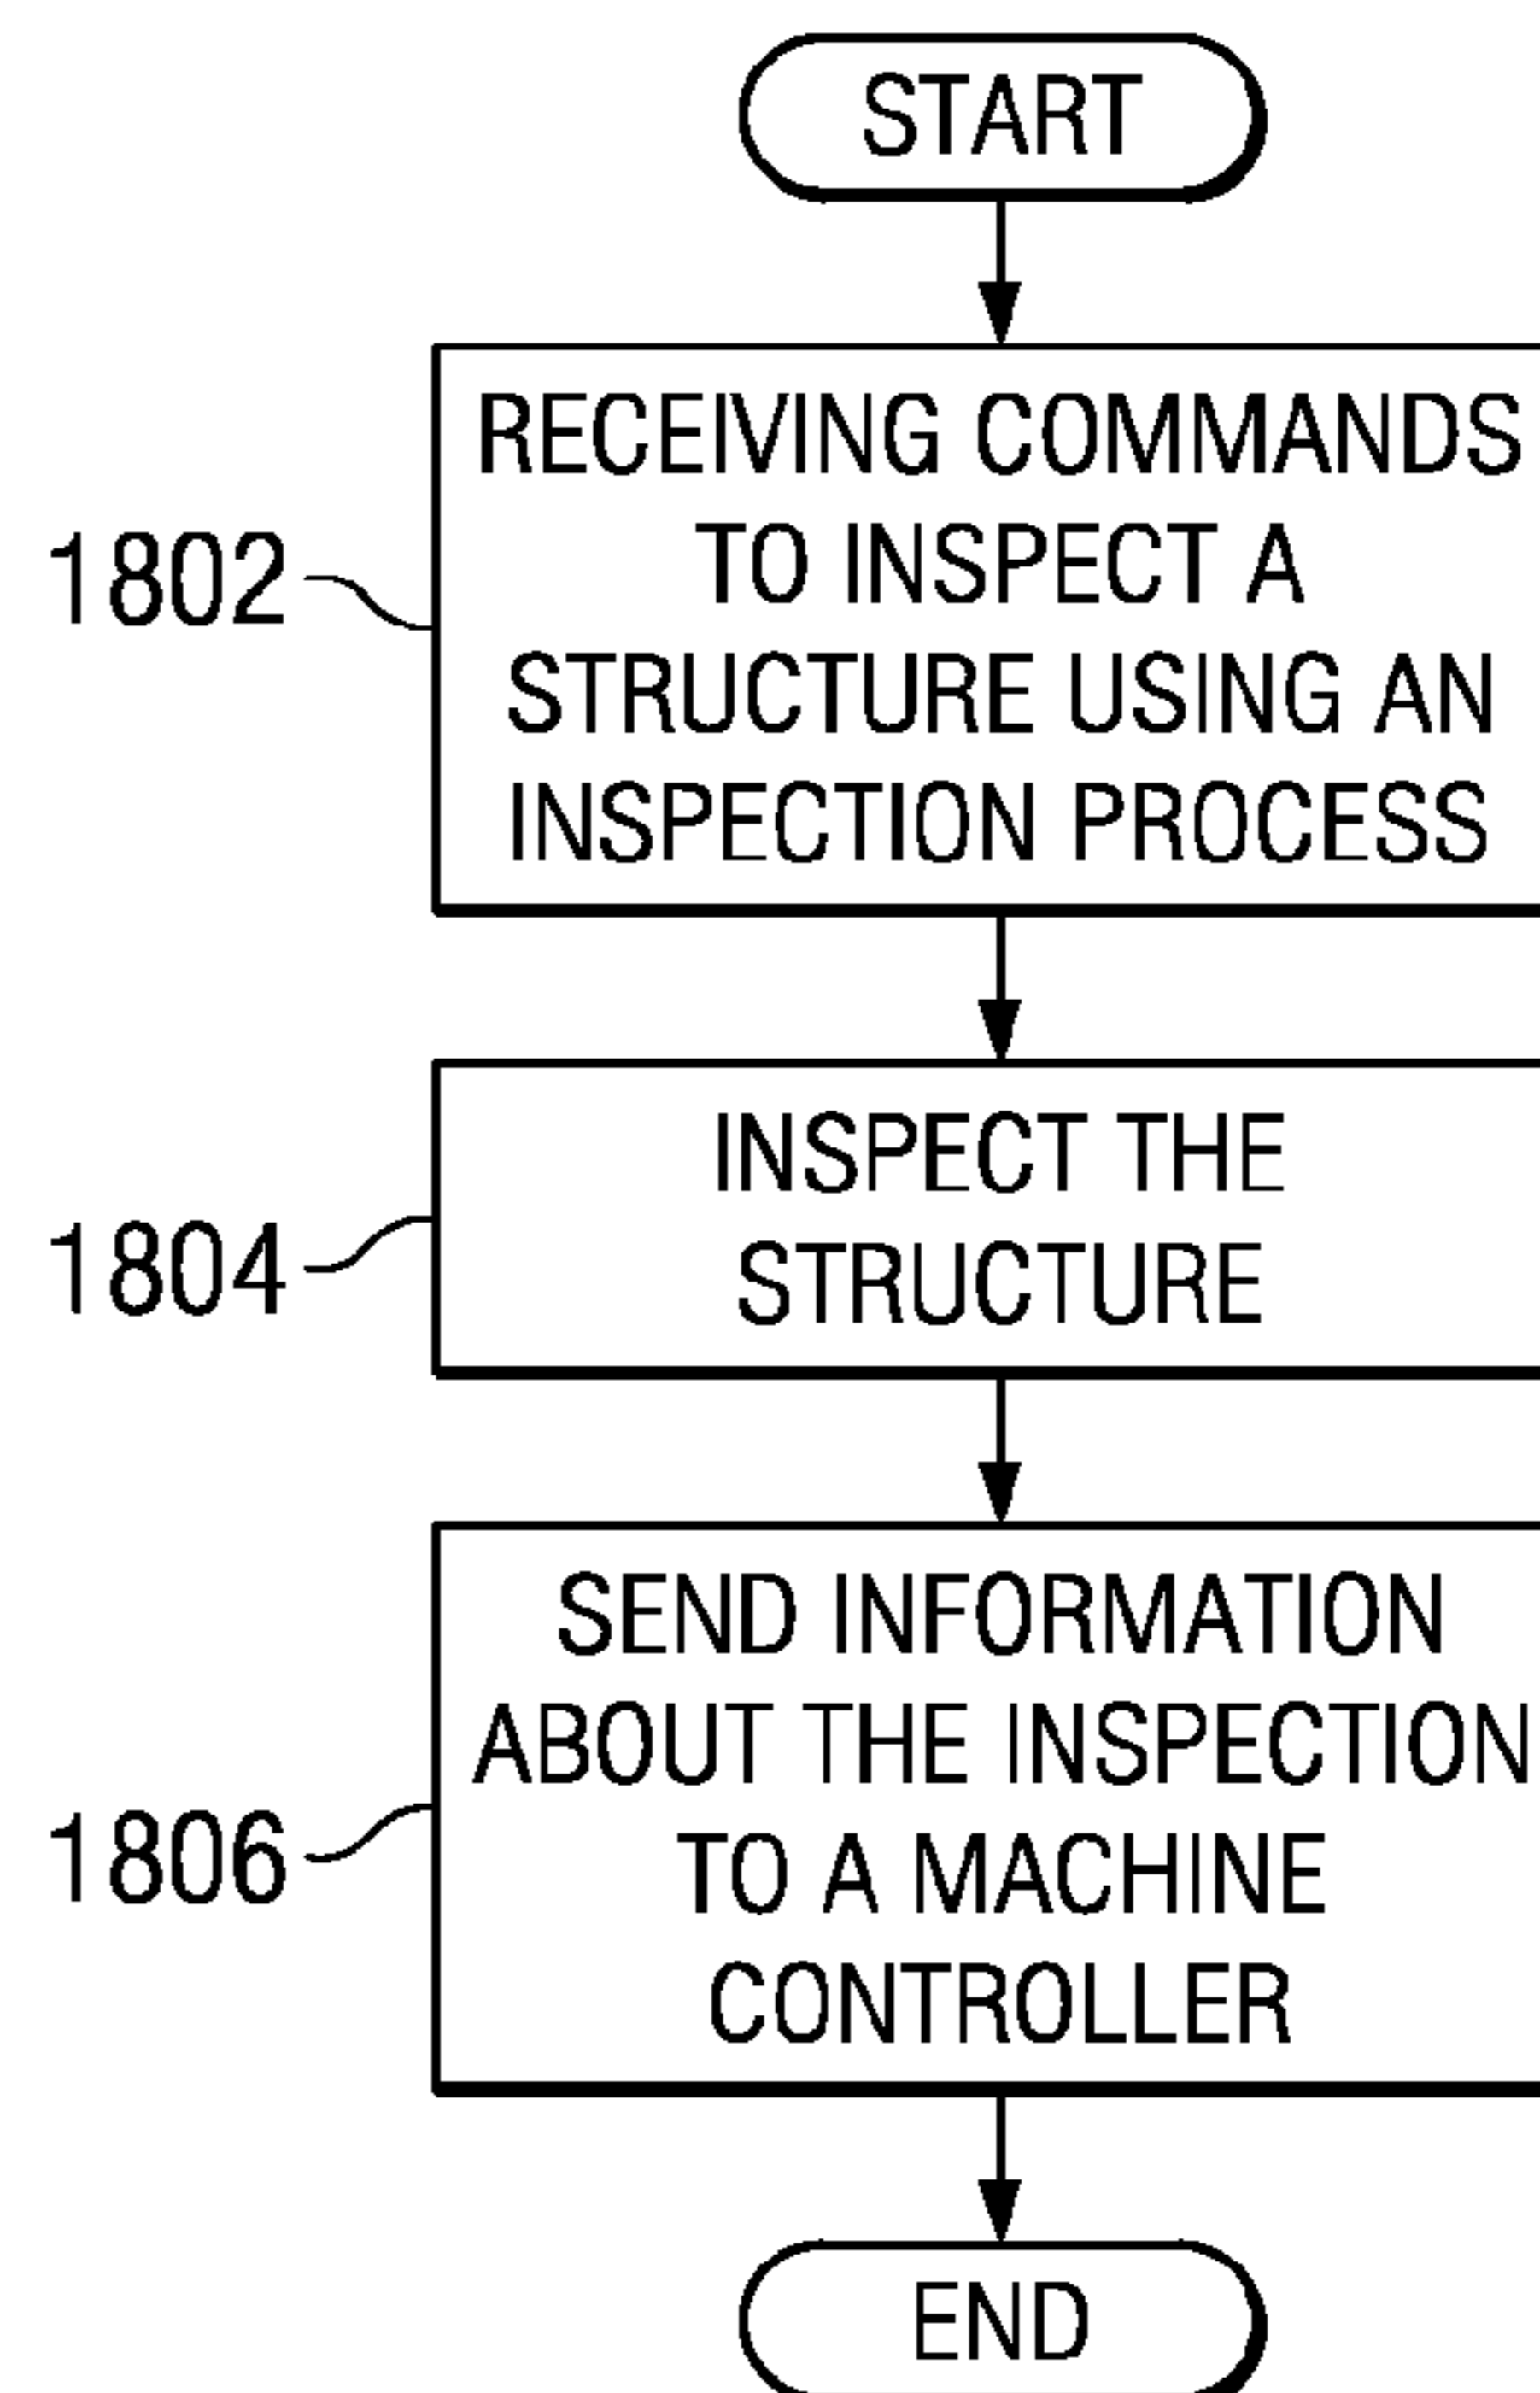 START
RECEIVING COMMANDS
TO INSPECT A
STRUCTURE USING AN
INSPECTION PROCESS
1802
INSPECT THE
STRUCTURE
1804
SEND INFORMATION
ABOUT THE INSPECTION
TO A MACHINE
CONTROLLER
1806
END